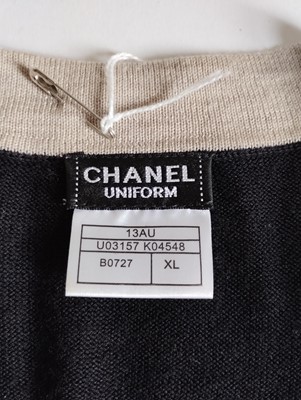 CHANEL
UNIFORM
13AU
U03157 K04548
B0727 XL